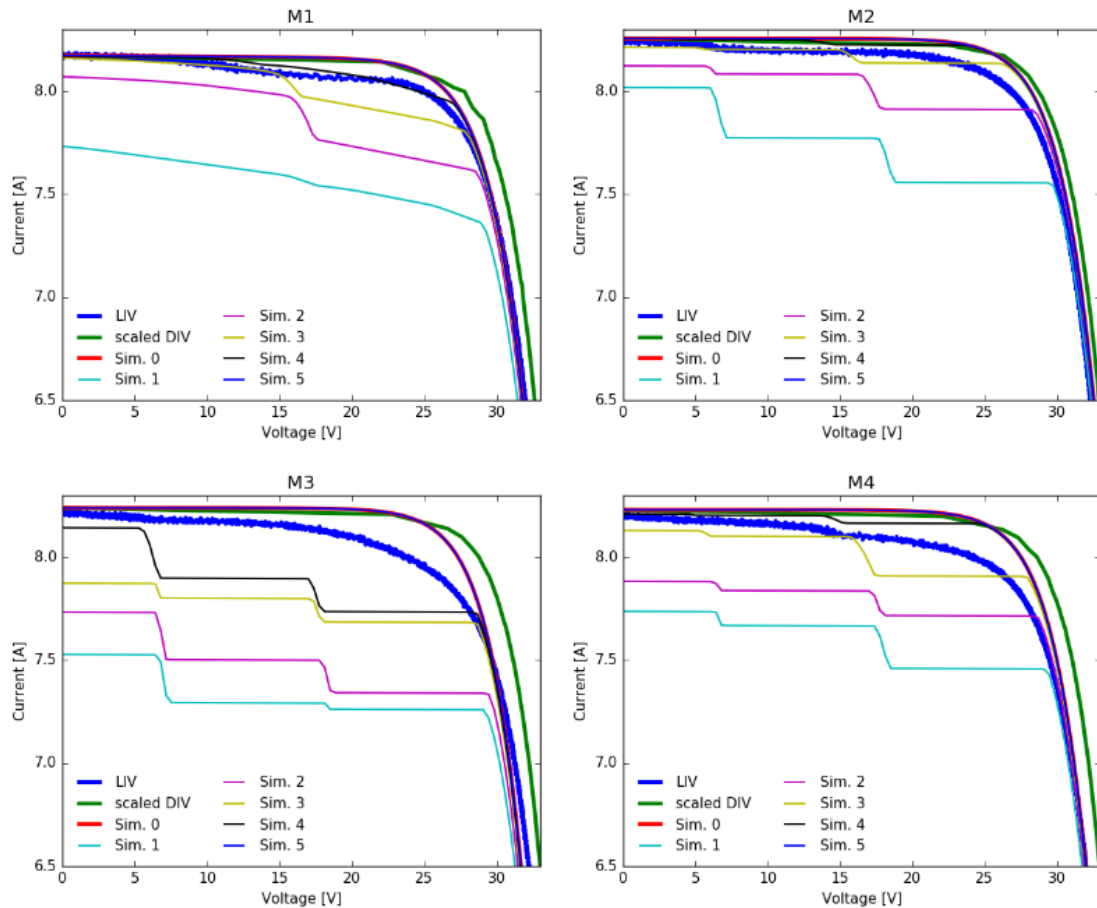 M1
8.0
7.5
7.0
6.5
Current [A]
LIV
scaled DIV
Sim. 0
Sim. 1
Sim. 2
Sim. 3
Sim. 4
Sim. 5
0 5 10 15 20 25 30
Voltage [V]
M2
8.0
7.5
7.0
6.5
Current [A]
LIV
scaled DIV
Sim. 0
Sim. 1
Sim. 2
Sim. 3
Sim. 4
Sim. 5
0 5 10 15 20 25 30
Voltage [V]
M3
8.0
7.5
7.0
6.5
Current [A]
LIV
scaled DIV
Sim. 0
Sim. 1
Sim. 2
Sim. 3
Sim. 4
Sim. 5
0 5 10 15 20 25 30
Voltage [V]
M4
8.0
7.5
7.0
6.5
Current [A]
LIV
scaled DIV
Sim. 0
Sim. 1
Sim. 2
Sim. 3
Sim. 4
Sim. 5
0 5 10 15 20 25 30
Voltage [V]